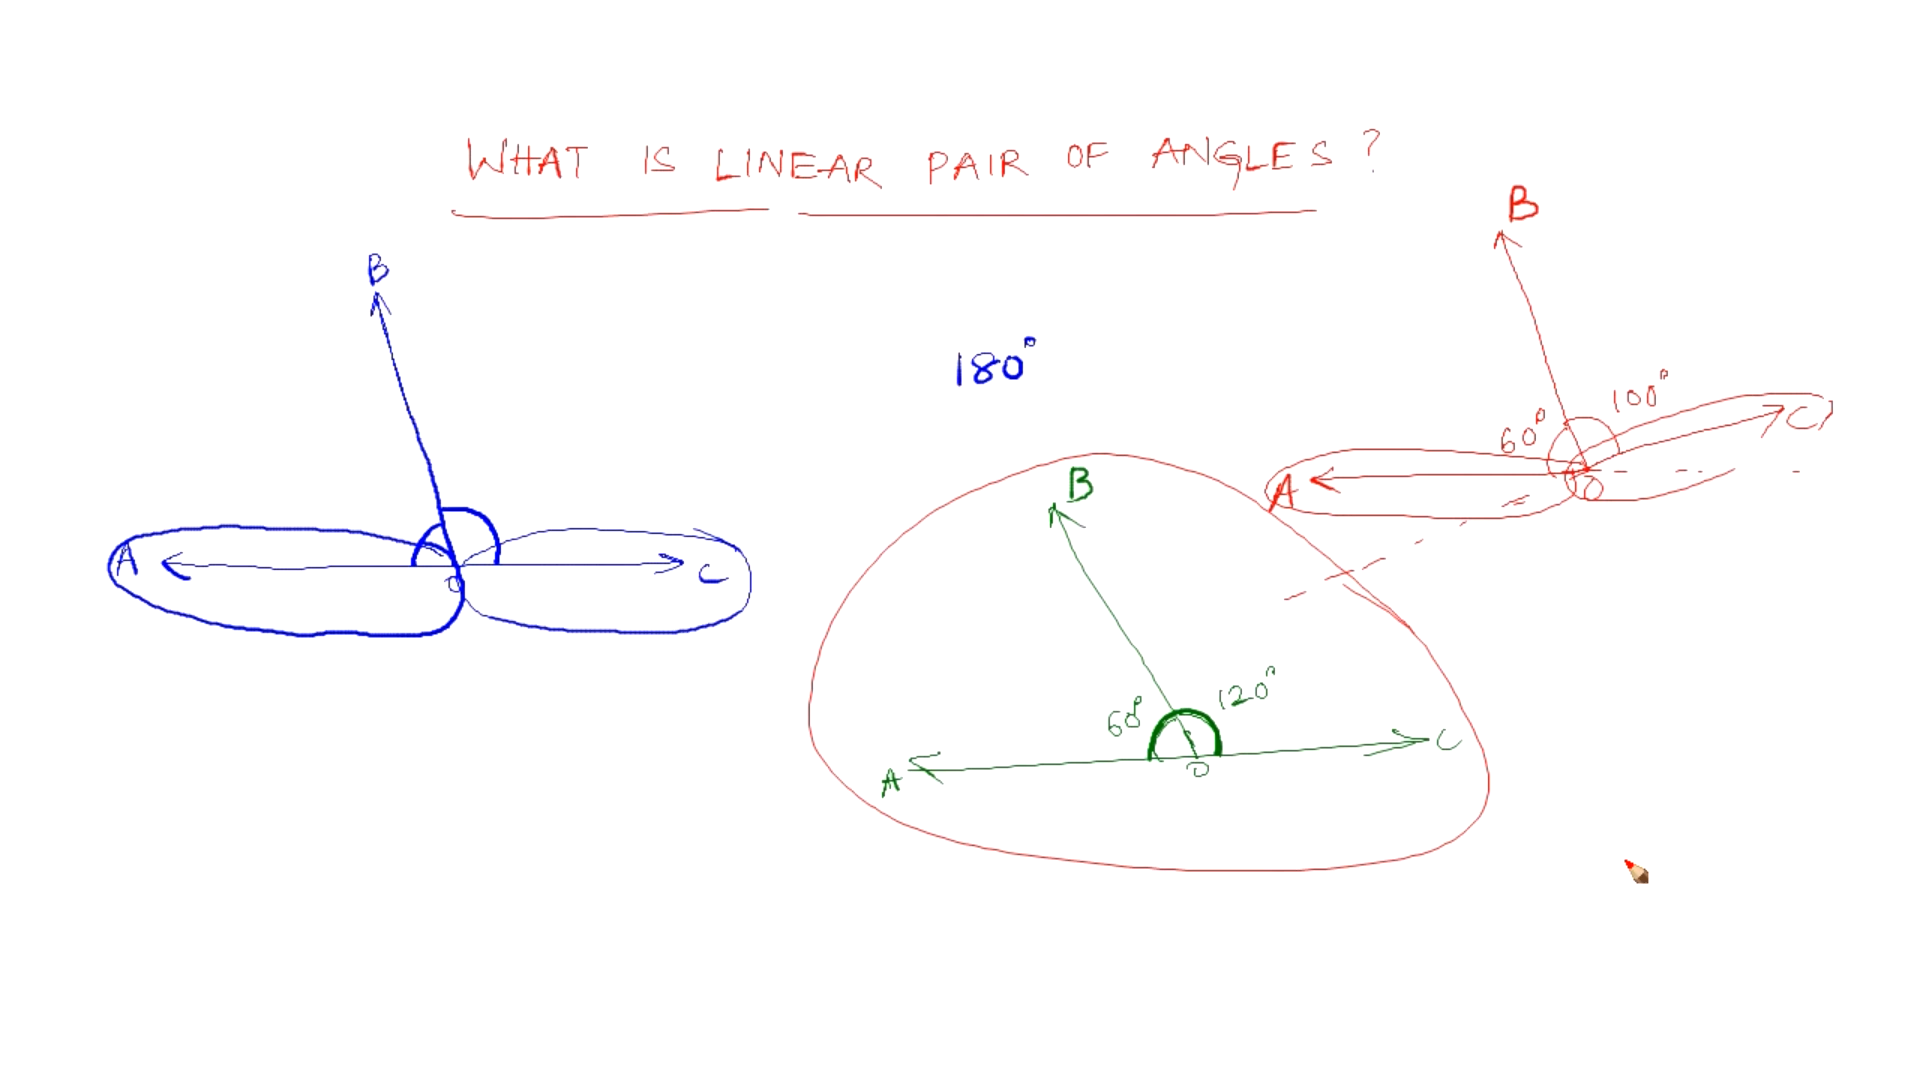 WHAT IS LINEAR PAIR OF ANGLES ?
B
B
180°
100°
60°
C
A
O
B
A
O
C
60°
120°
A
O
C